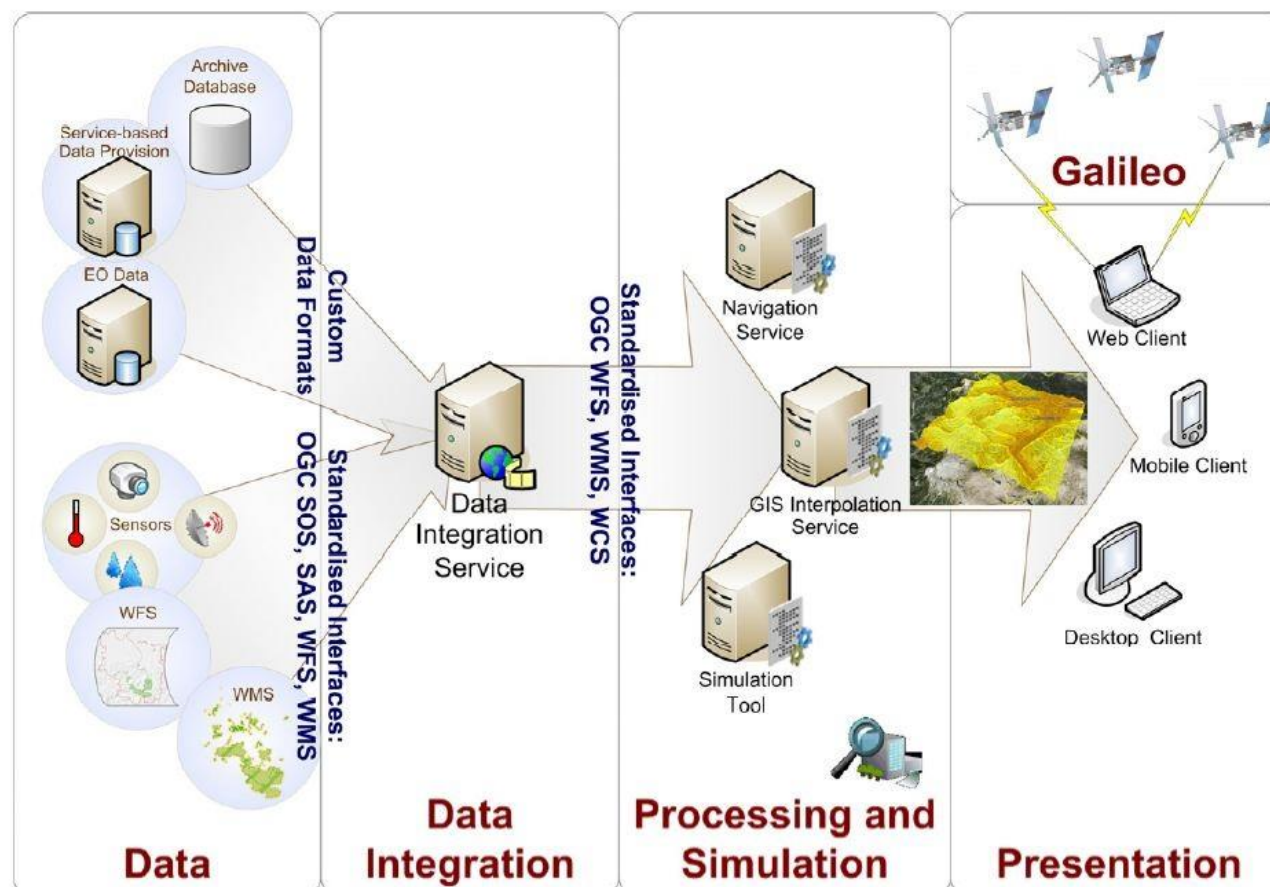 Archive
Database
Service-based
Data Provision
EO Data
Custom
Data Formats
Sensors
WFS
WMS
Standardised Interfaces:
OGC SOS, SAS, WFS, WMS
Data
Data
Integration
Service
Data
Integration
Standardised Interfaces:
OGC WFS, WMS, WCS
Navigation
Service
GIS Interpolation
Service
Simulation
Tool
Processing and
Simulation
Galileo
Web Client
Mobile Client
Desktop Client
Presentation